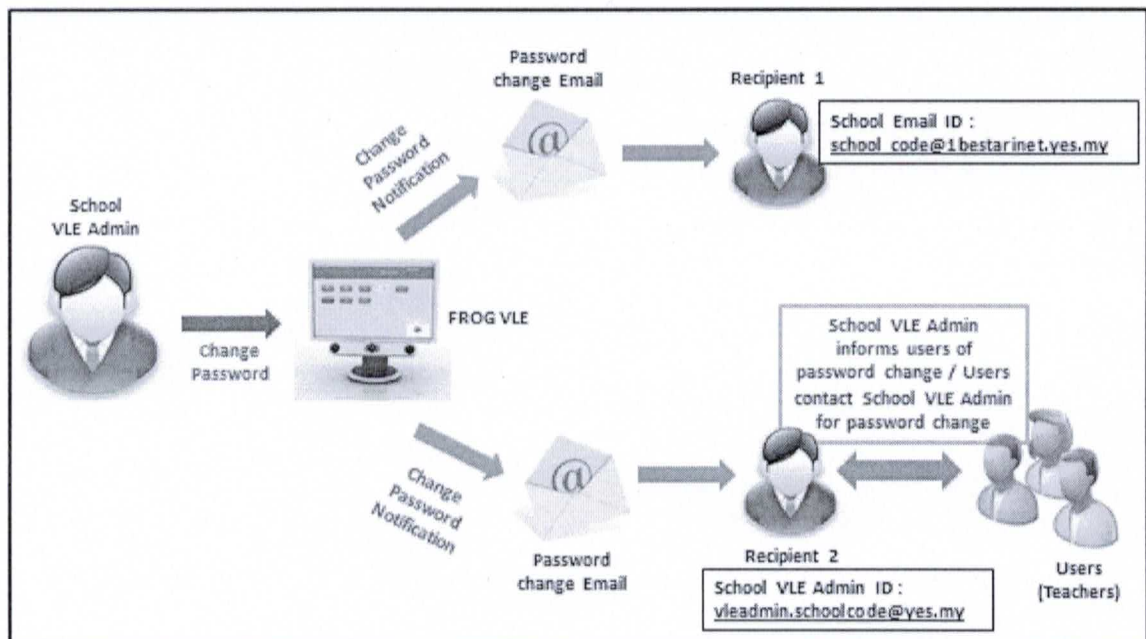 School
VLE Admin
Change
Password
FROG VLE
Change
Password
Notification
Password
change Email
@
Recipient 1
School Email ID :
school_code@1bestarinet.yes.my
Change
Password
Notification
@
Password
change Email
School VLE Admin
informs users of
password change / Users
contact School VLE Admin
for password change
Recipient 2
School VLE Admin ID :
vleadmin.schoolcode@yes.my
Users
(Teachers)